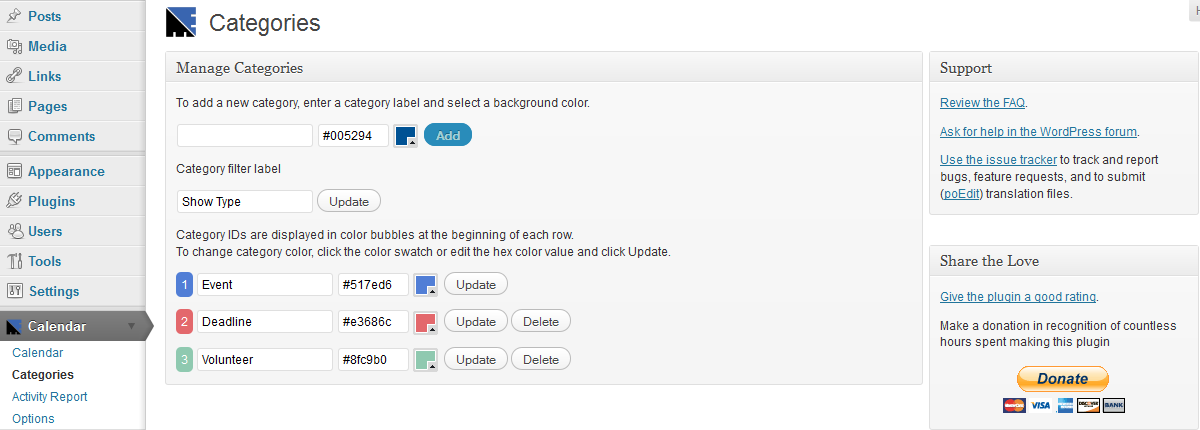 Posts
Media
Links
Pages
Comments
Appearance
Plugins
Users
Tools
Settings
Calendar
Calendar
Categories
Activity Report
Options
Categories
Manage Categories
To add a new category, enter a category label and select a background color.
#005294
Add
Category filter label
Show Type
Update
Category IDs are displayed in color bubbles at the beginning of each row.
To change category color, click the color swatch or edit the hex color value and click Update.
1 Event #517ed6 Update
2 Deadline #e3686c Update Delete
3 Volunteer #8fc9b0 Update Delete
Support
Review the FAQ.
Ask for help in the WordPress forum.
Use the issue tracker to track and report
bugs, feature requests, and to submit
(poEdit) translation files.
Share the Love
Give the plugin a good rating.
Make a donation in recognition of countless
hours spent making this plugin
Donate
VISA
DISCOVER
BANK